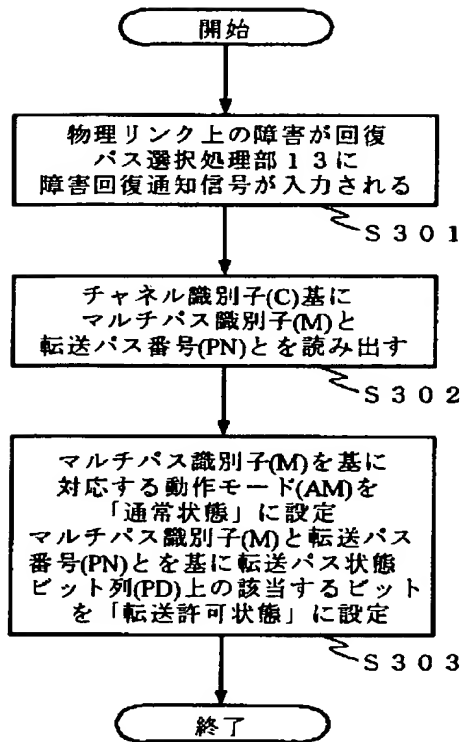 開始
物理リンク上の障害が回復
パス選択処理部１３に
障害回復通知信号が入力される
Ｓ３０１
チャネル識別子(C)基に
マルチパス識別子(M)と
転送パス番号(PN)とを読み出す
Ｓ３０２
マルチパス識別子(M)を基に
対応する動作モード(AM)を
「通常状態」に設定
マルチパス識別子(M)と転送パス
番号(PN)とを基に転送パス状態
ビット列(PD)上の該当するビット
を「転送許可状態」に設定
Ｓ３０３
終了